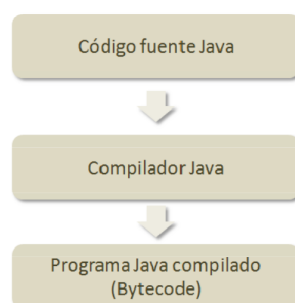 Código fuente Java
Compilador Java
Programa Java compilado
(Bytecode)